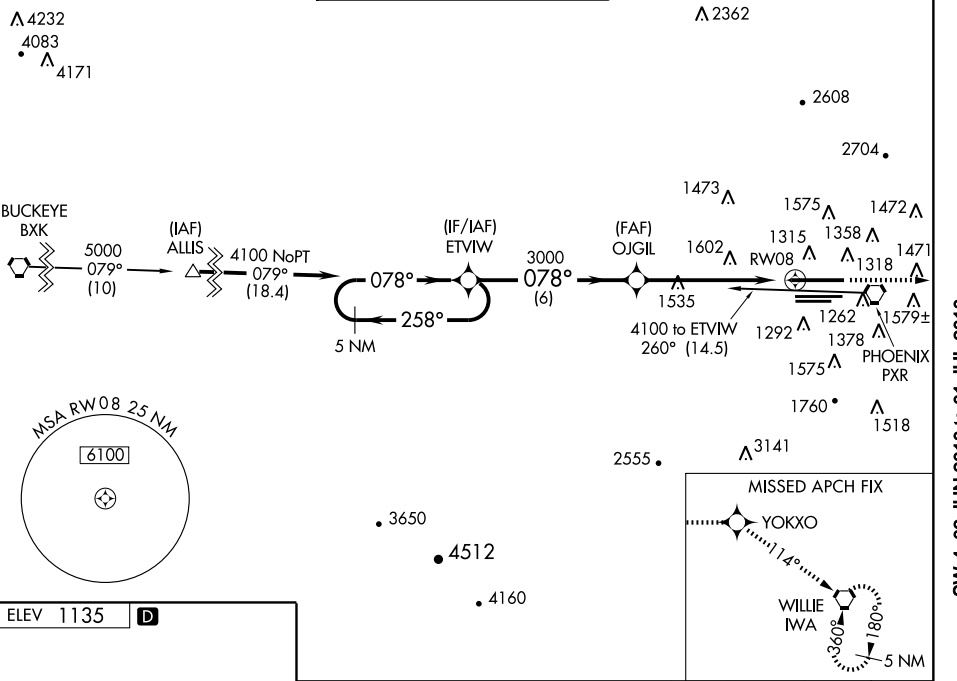 4232
4083
4171
2362
2608
2704
1473
1575
1472
BUCKEYE
BXK
5000
079°
(10)
(IAF)
ALLIS
4100 NoPT
079°
(18.4)
078°
258°
5 NM
(IF/IAF)
ETVIW
3000
078°
(6)
(FAF)
OJGIL
1602
1315
1358
RW08
1318
1471
1535
4100 to ETVIW
260° (14.5)
1292
1262
1579±
1378
PHOENIX
PXR
1575
1760
1518
3141
2555
MSA RW08 25 NM
6100
3650
4512
4160
MISSED APCH FIX
YOKXO
114°
WILLIE
IWA
360°
180°
5 NM
ELEV 1135 D